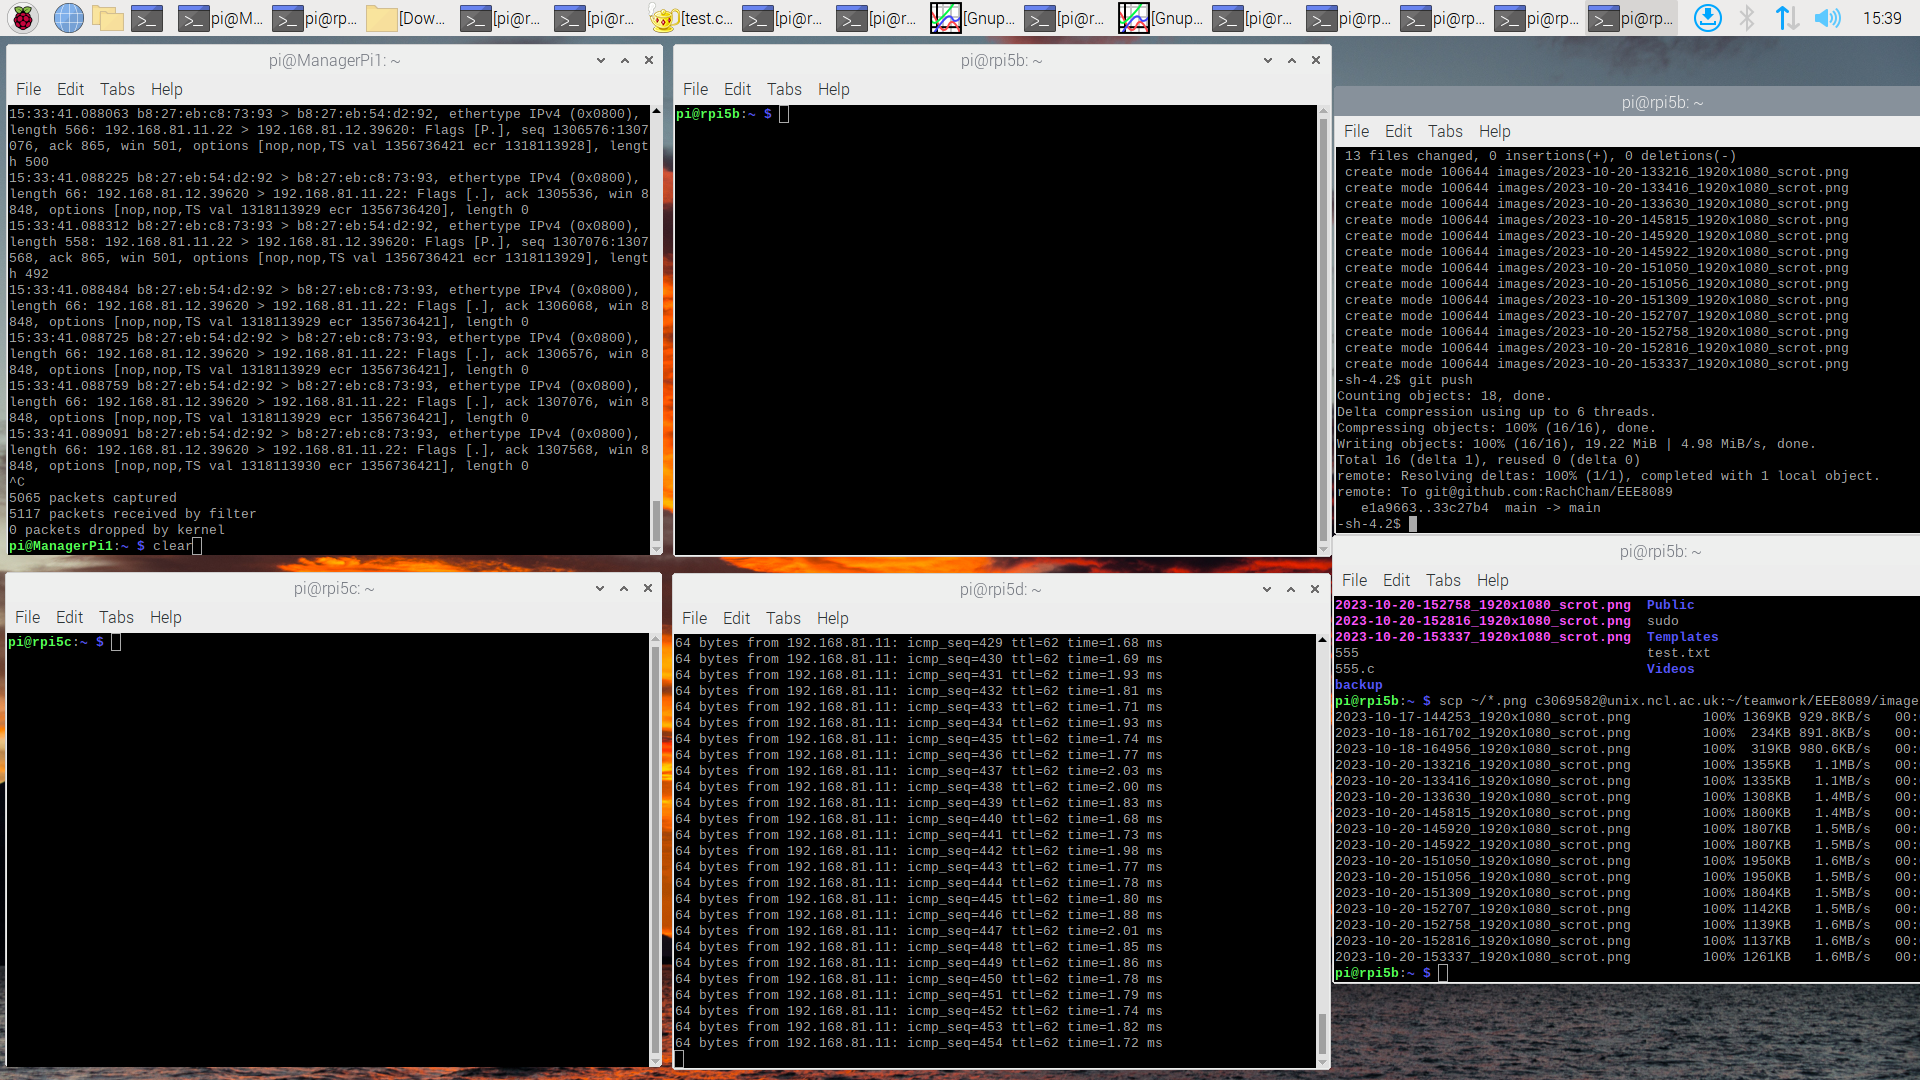 pi@M...
pi@rp...
[Dow...
[pi@r...
[pi@r...
[test.c...
[pi@r...
[pi@r...
[Gnup...
[pi@r...
[Gnup...
[pi@r...
pi@rp...
pi@rp...
pi@rp...
pi@rp...
15:39
pi@ManagerPi1: ~
File Edit Tabs Help
15:33:41.088063 b8:27:eb:c8:73:93 > b8:27:eb:54:d2:92, ethertype IPv4 (0x0800),
length 566: 192.168.81.11.22 > 192.168.81.12.39620: Flags [P.], seq 1306576:1307
076, ack 865, win 501, options [nop,nop,TS val 1356736421 ecr 1318113928], lengt
h 500
15:33:41.088225 b8:27:eb:54:d2:92 > b8:27:eb:c8:73:93, ethertype IPv4 (0x0800),
length 66: 192.168.81.12.39620 > 192.168.81.11.22: Flags [.], ack 1305536, win 8
848, options [nop,nop,TS val 1318113929 ecr 1356736420], length 0
15:33:41.088312 b8:27:eb:c8:73:93 > b8:27:eb:54:d2:92, ethertype IPv4 (0x0800),
length 558: 192.168.81.11.22 > 192.168.81.12.39620: Flags [P.], seq 1307076:1307
568, ack 865, win 501, options [nop,nop,TS val 1356736421 ecr 1318113929], lengt
h 492
15:33:41.088484 b8:27:eb:54:d2:92 > b8:27:eb:c8:73:93, ethertype IPv4 (0x0800),
length 66: 192.168.81.12.39620 > 192.168.81.11.22: Flags [.], ack 1306068, win 8
848, options [nop,nop,TS val 1318113929 ecr 1356736421], length 0
15:33:41.088725 b8:27:eb:54:d2:92 > b8:27:eb:c8:73:93, ethertype IPv4 (0x0800),
length 66: 192.168.81.12.39620 > 192.168.81.11.22: Flags [.], ack 1306576, win 8
848, options [nop,nop,TS val 1318113929 ecr 1356736421], length 0
15:33:41.088759 b8:27:eb:54:d2:92 > b8:27:eb:c8:73:93, ethertype IPv4 (0x0800),
length 66: 192.168.81.12.39620 > 192.168.81.11.22: Flags [.], ack 1307076, win 8
848, options [nop,nop,TS val 1318113929 ecr 1356736421], length 0
15:33:41.089091 b8:27:eb:54:d2:92 > b8:27:eb:c8:73:93, ethertype IPv4 (0x0800),
length 66: 192.168.81.12.39620 > 192.168.81.11.22: Flags [.], ack 1307568, win 8
848, options [nop,nop,TS val 1318113930 ecr 1356736421], length 0
^C
5065 packets captured
5117 packets received by filter
0 packets dropped by kernel
pi@ManagerPi1:~ $ clear
pi@rpi5b: ~
File Edit Tabs Help
pi@rpi5b:~ $
pi@rpi5b: ~
File Edit Tabs Help
13 files changed, 0 insertions(+), 0 deletions(-)
create mode 100644 images/2023-10-20-133216_1920x1080_scrot.png
create mode 100644 images/2023-10-20-133416_1920x1080_scrot.png
create mode 100644 images/2023-10-20-133630_1920x1080_scrot.png
create mode 100644 images/2023-10-20-145815_1920x1080_scrot.png
create mode 100644 images/2023-10-20-145920_1920x1080_scrot.png
create mode 100644 images/2023-10-20-145922_1920x1080_scrot.png
create mode 100644 images/2023-10-20-151050_1920x1080_scrot.png
create mode 100644 images/2023-10-20-151056_1920x1080_scrot.png
create mode 100644 images/2023-10-20-151309_1920x1080_scrot.png
create mode 100644 images/2023-10-20-152707_1920x1080_scrot.png
create mode 100644 images/2023-10-20-152758_1920x1080_scrot.png
create mode 100644 images/2023-10-20-152816_1920x1080_scrot.png
create mode 100644 images/2023-10-20-153337_1920x1080_scrot.png
-sh-4.2$ git push
Counting objects: 18, done.
Delta compression using up to 6 threads.
Compressing objects: 100% (16/16), done.
Writing objects: 100% (16/16), 19.22 MiB | 4.98 MiB/s, done.
Total 16 (delta 1), reused 0 (delta 0)
remote: Resolving deltas: 100% (1/1), completed with 1 local object.
remote: To git@github.com:RachCham/EEE8089
e1a9663..33c27b4 main -> main
-sh-4.2$
pi@rpi5c: ~
File Edit Tabs Help
pi@rpi5c:~ $
pi@rpi5d: ~
File Edit Tabs Help
64 bytes from 192.168.81.11: icmp_seq=429 ttl=62 time=1.68 ms
64 bytes from 192.168.81.11: icmp_seq=430 ttl=62 time=1.69 ms
64 bytes from 192.168.81.11: icmp_seq=431 ttl=62 time=1.93 ms
64 bytes from 192.168.81.11: icmp_seq=432 ttl=62 time=1.81 ms
64 bytes from 192.168.81.11: icmp_seq=433 ttl=62 time=1.71 ms
64 bytes from 192.168.81.11: icmp_seq=434 ttl=62 time=1.93 ms
64 bytes from 192.168.81.11: icmp_seq=435 ttl=62 time=1.74 ms
64 bytes from 192.168.81.11: icmp_seq=436 ttl=62 time=1.77 ms
64 bytes from 192.168.81.11: icmp_seq=437 ttl=62 time=2.03 ms
64 bytes from 192.168.81.11: icmp_seq=438 ttl=62 time=2.00 ms
64 bytes from 192.168.81.11: icmp_seq=439 ttl=62 time=1.83 ms
64 bytes from 192.168.81.11: icmp_seq=440 ttl=62 time=1.68 ms
64 bytes from 192.168.81.11: icmp_seq=441 ttl=62 time=1.73 ms
64 bytes from 192.168.81.11: icmp_seq=442 ttl=62 time=1.98 ms
64 bytes from 192.168.81.11: icmp_seq=443 ttl=62 time=1.77 ms
64 bytes from 192.168.81.11: icmp_seq=444 ttl=62 time=1.78 ms
64 bytes from 192.168.81.11: icmp_seq=445 ttl=62 time=1.80 ms
64 bytes from 192.168.81.11: icmp_seq=446 ttl=62 time=1.88 ms
64 bytes from 192.168.81.11: icmp_seq=447 ttl=62 time=2.01 ms
64 bytes from 192.168.81.11: icmp_seq=448 ttl=62 time=1.85 ms
64 bytes from 192.168.81.11: icmp_seq=449 ttl=62 time=1.86 ms
64 bytes from 192.168.81.11: icmp_seq=450 ttl=62 time=1.78 ms
64 bytes from 192.168.81.11: icmp_seq=451 ttl=62 time=1.79 ms
64 bytes from 192.168.81.11: icmp_seq=452 ttl=62 time=1.74 ms
64 bytes from 192.168.81.11: icmp_seq=453 ttl=62 time=1.82 ms
64 bytes from 192.168.81.11: icmp_seq=454 ttl=62 time=1.72 ms
pi@rpi5b: ~
File Edit Tabs Help
2023-10-20-152758_1920x1080_scrot.png Public
2023-10-20-152816_1920x1080_scrot.png sudo
2023-10-20-153337_1920x1080_scrot.png Templates
555 test.txt
555.c Videos
backup
pi@rpi5b:~ $ scp ~/*.png c3069582@unix.ncl.ac.uk:~/teamwork/EEE8089/image
2023-10-17-144253_1920x1080_scrot.png 100% 1369KB 929.8KB/s 00:
2023-10-18-161702_1920x1080_scrot.png 100% 234KB 891.8KB/s 00:
2023-10-18-164956_1920x1080_scrot.png 100% 319KB 980.6KB/s 00:
2023-10-20-133216_1920x1080_scrot.png 100% 1355KB 1.1MB/s 00:
2023-10-20-133416_1920x1080_scrot.png 100% 1335KB 1.1MB/s 00:
2023-10-20-133630_1920x1080_scrot.png 100% 1308KB 1.4MB/s 00:
2023-10-20-145815_1920x1080_scrot.png 100% 1800KB 1.4MB/s 00:
2023-10-20-145920_1920x1080_scrot.png 100% 1807KB 1.5MB/s 00:
2023-10-20-145922_1920x1080_scrot.png 100% 1807KB 1.5MB/s 00:
2023-10-20-151050_1920x1080_scrot.png 100% 1950KB 1.6MB/s 00:
2023-10-20-151056_1920x1080_scrot.png 100% 1950KB 1.5MB/s 00:
2023-10-20-151309_1920x1080_scrot.png 100% 1804KB 1.5MB/s 00:
2023-10-20-152707_1920x1080_scrot.png 100% 1142KB 1.5MB/s 00:
2023-10-20-152758_1920x1080_scrot.png 100% 1139KB 1.6MB/s 00:
2023-10-20-152816_1920x1080_scrot.png 100% 1137KB 1.6MB/s 00:
2023-10-20-153337_1920x1080_scrot.png 100% 1261KB 1.6MB/s 00:
pi@rpi5b:~ $